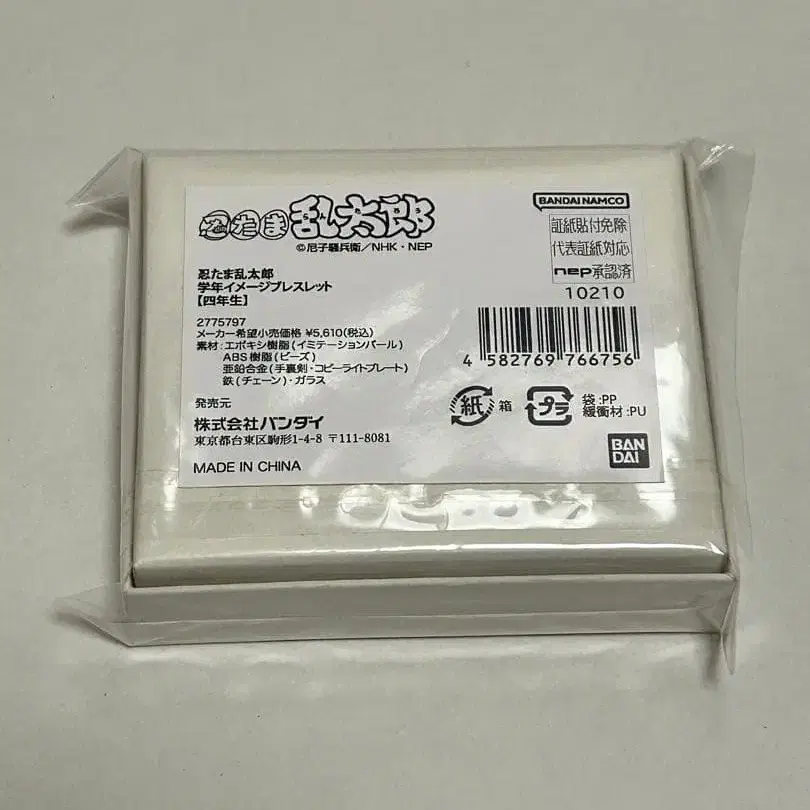 忍たま乱太郎
©尼子騒兵衛/NHK・NEP
忍たま乱太郎
学年イメージブレスレット
【四年生】
2775797
メーカー希望小売価格 ¥5,610(税込)
素材:エポキシ樹脂(イミテーションパール)
ABS樹脂(ビーズ)
亜鉛合金(手裏剣・コピーライトプレート)
鉄(チェーン)・ガラス
発売元
株式会社バンダイ
東京都台東区駒形1-4-8 〒111-8081
MADE IN CHINA
BANDAI NAMCO
証紙貼付免除
代表証紙対応
nep承認済
10210
4 582769 766756
紙 箱
プラ 袋:PP
緩衝材:PU
BAN
DAI